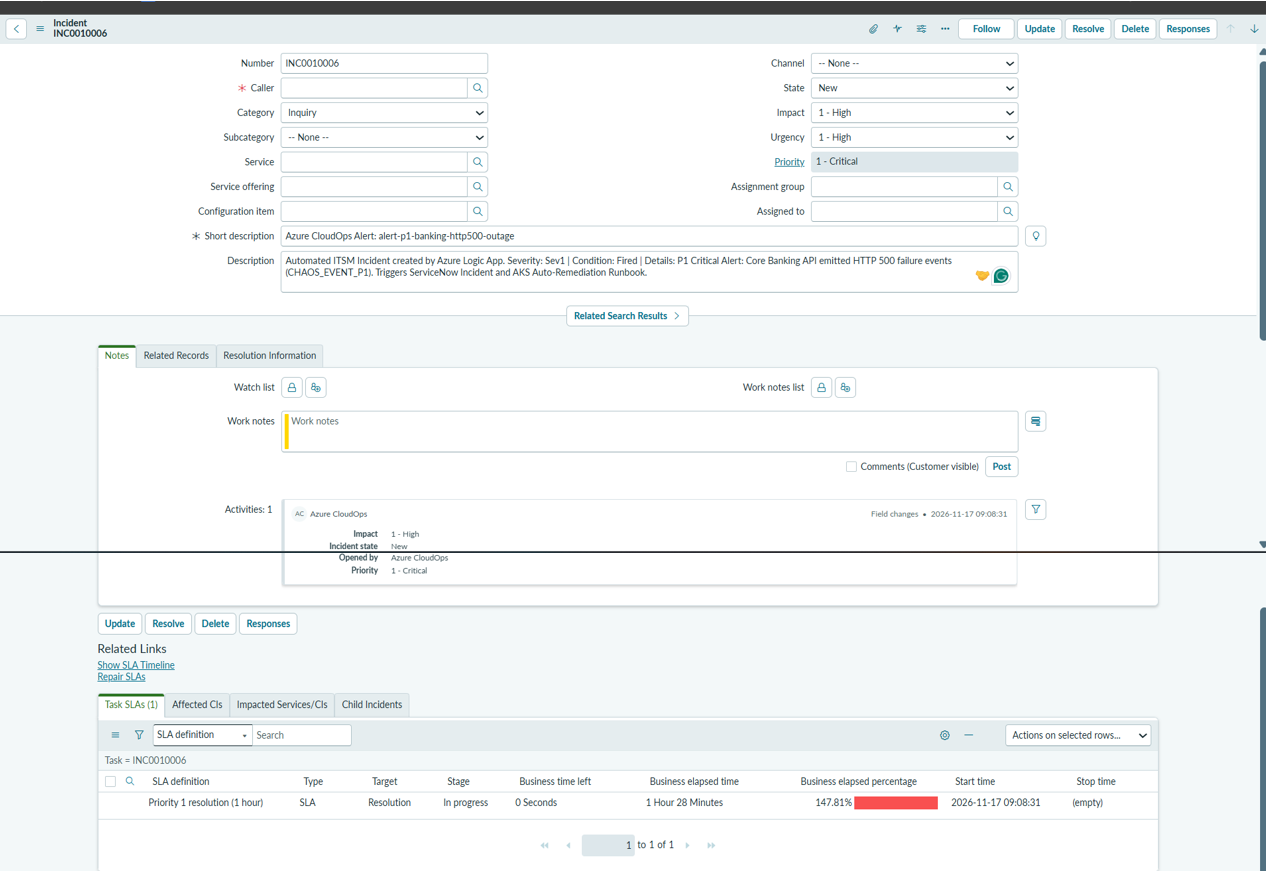 Incident
INC0010006
Follow Update Resolve Delete Responses
Number INC0010006 Channel -- None --
* Caller State New
Category Inquiry Impact 1 - High
Subcategory -- None -- Urgency 1 - High
Service Priority 1 - Critical
Service offering Assignment group
Configuration item Assigned to
* Short description Azure CloudOps Alert: alert-p1-banking-http500-outage
Description Automated ITSM Incident created by Azure Logic App. Severity: Sev1 | Condition: Fired | Details: P1 Critical Alert: Core Banking API emitted HTTP 500 failure events
(CHAOS_EVENT_P1). Triggers ServiceNow Incident and AKS Auto-Remediation Runbook.
Related Search Results
Notes Related Records Resolution Information
Watch list Work notes list
Work notes Work notes
Comments (Customer visible) Post
Activities: 1 AC Azure CloudOps Field changes • 2026-11-17 09:08:31
Impact 1 - High
Incident state New
Opened by Azure CloudOps
Priority 1 - Critical
Update Resolve Delete Responses
Related Links
Show SLA Timeline
Repair SLAs
Task SLAs (1) Affected CIs Impacted Services/CIs Child Incidents
SLA definition Search Actions on selected rows...
Task = INC0010006
SLA definition Type Target Stage Business time left Business elapsed time Business elapsed percentage Start time Stop time
Priority 1 resolution (1 hour) SLA Resolution In progress 0 Seconds 1 Hour 28 Minutes 147.81% 2026-11-17 09:08:31 (empty)
1 to 1 of 1